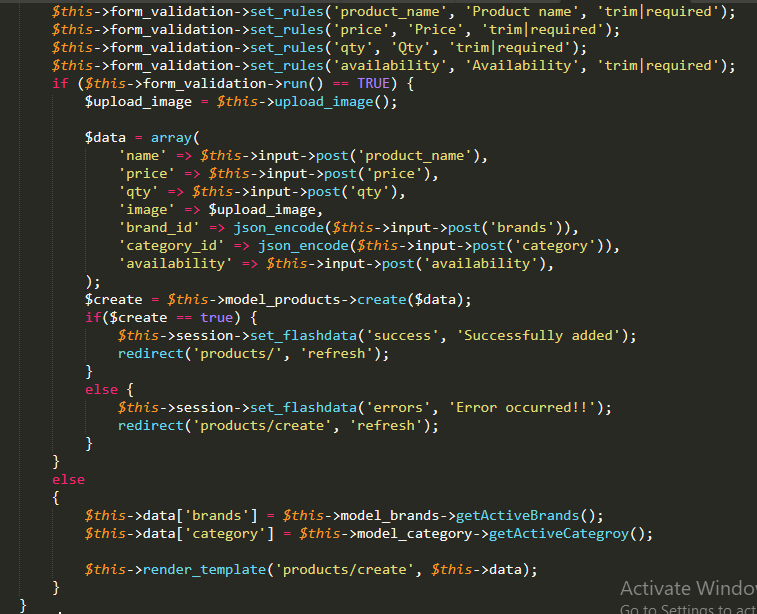 $this->form_validation->set_rules('product_name', 'Product name', 'trim|required');
$this->form_validation->set_rules('price', 'Price', 'trim|required');
$this->form_validation->set_rules('qty', 'Qty', 'trim|required');
$this->form_validation->set_rules('availability', 'Availability', 'trim|required');
if ($this->form_validation->run() == TRUE) {
$upload_image = $this->upload_image();
$data = array(
'name' => $this->input->post('product_name'),
'price' => $this->input->post('price'),
'qty' => $this->input->post('qty'),
'image' => $upload_image,
'brand_id' => json_encode($this->input->post('brands')),
'category_id' => json_encode($this->input->post('category')),
'availability' => $this->input->post('availability'),
);
$create = $this->model_products->create($data);
if($create == true) {
$this->session->set_flashdata('success', 'Successfully added');
redirect('products/', 'refresh');
}
else {
$this->session->set_flashdata('errors', 'Error occurred!!');
redirect('products/create', 'refresh');
}
}
else
{
$this->data['brands'] = $this->model_brands->getActiveBrands();
$this->data['category'] = $this->model_category->getActiveCategroy();
$this->render_template('products/create', $this->data);
}
}
Activate Windo
Go to Settings to act